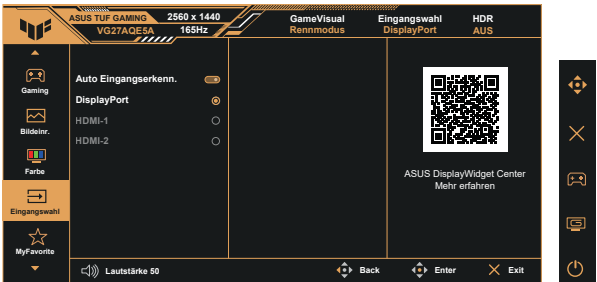 ASUS TUF GAMING 2560 x 1440
VG27AQE5A 165Hz
GameVisual
Rennmodus
Eingangswahl
DisplayPort
HDR
AUS
Gaming
Bildeinr.
Farbe
Eingangswahl
MyFavorite
Auto Eingangserkenn.
DisplayPort
HDMI-1
HDMI-2
ASUS DisplayWidget Center
Mehr erfahren
Lautstärke 50
Back
Enter
Exit